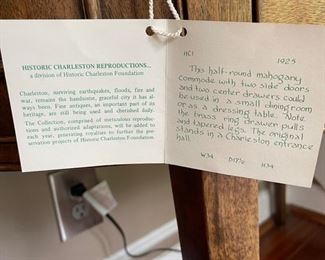 HISTORIC CHARLESTON REPRODUCTIONS...
a division of Historic Charleston Foundation
Charleston, surviving earthquakes, floods, fire and
war, remains the handsome, graceful city it has al-
ways been. Fine antiques, an important part of its
heritage, are still being used and cherished daily.
The Collection, comprised of meticulous reproduc-
tions and authorized adaptations, will be added to
each year, generating royalties to further the pre-
servation projects of Historic Charleston Foundation.
HC1 1925
This half-round mahogany
commode with two side doors
and two center drawers could
be used in a small dining room
or as a dressing table. Note
the brass ring drawer pulls
and tapered legs. The original
stands in a Charleston entrance
hall.
W34 D17½ H34